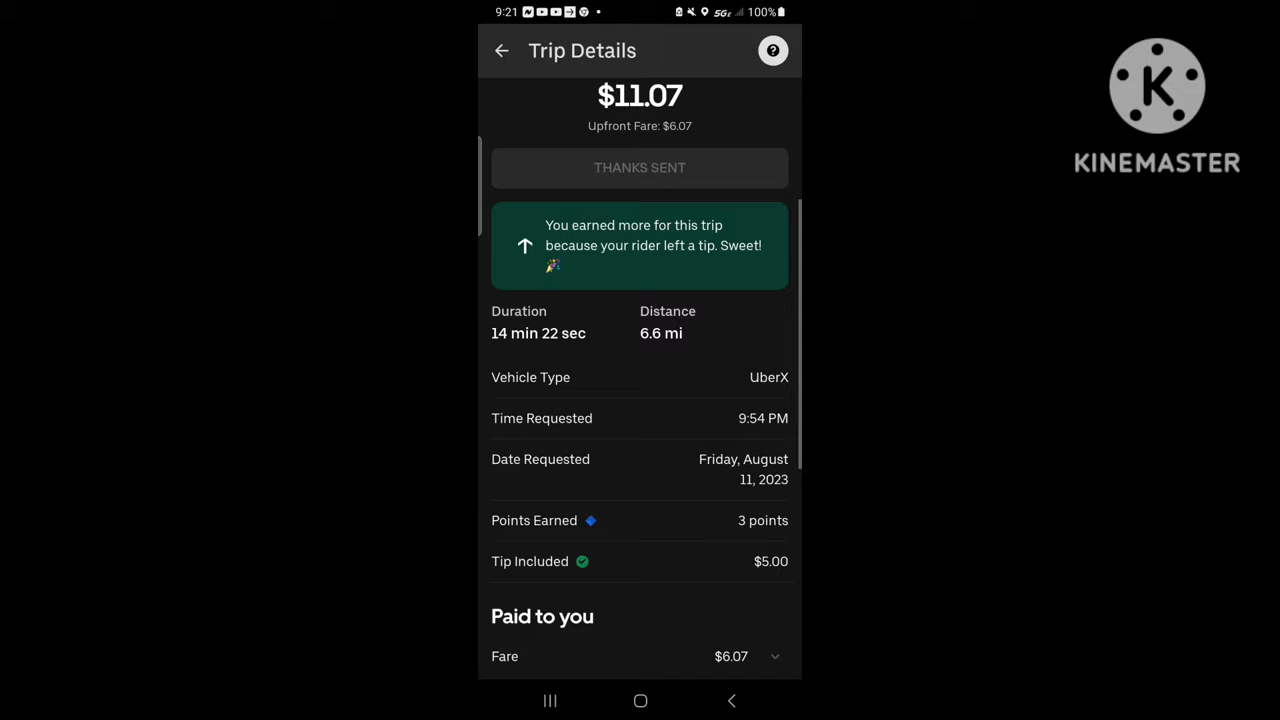 9:21
5GE
100%
Trip Details
?
$11.07
Upfront Fare: $6.07
THANKS SENT
You earned more for this trip
because your rider left a tip. Sweet!
🎉
Duration
Distance
14 min 22 sec
6.6 mi
Vehicle Type
UberX
Time Requested
9:54 PM
Date Requested
Friday, August
11, 2023
Points Earned
3 points
Tip Included
$5.00
Paid to you
Fare
$6.07
K
KINEMASTER